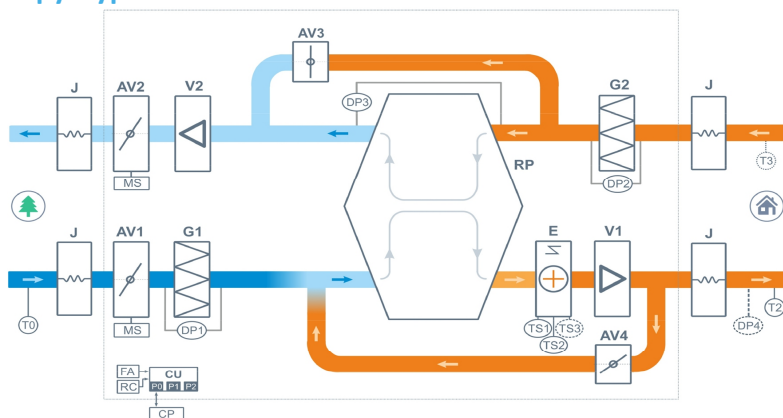 AV3
J
AV2
V2
G2
J
DP3
RP
T3
MS
DP2
J
AV1
G1
E
V1
J
T0
MS
DP1
TS1
TS3
TS2
DP4
T2
AV4
FA
CU
RC
P0 P1 P2
CP